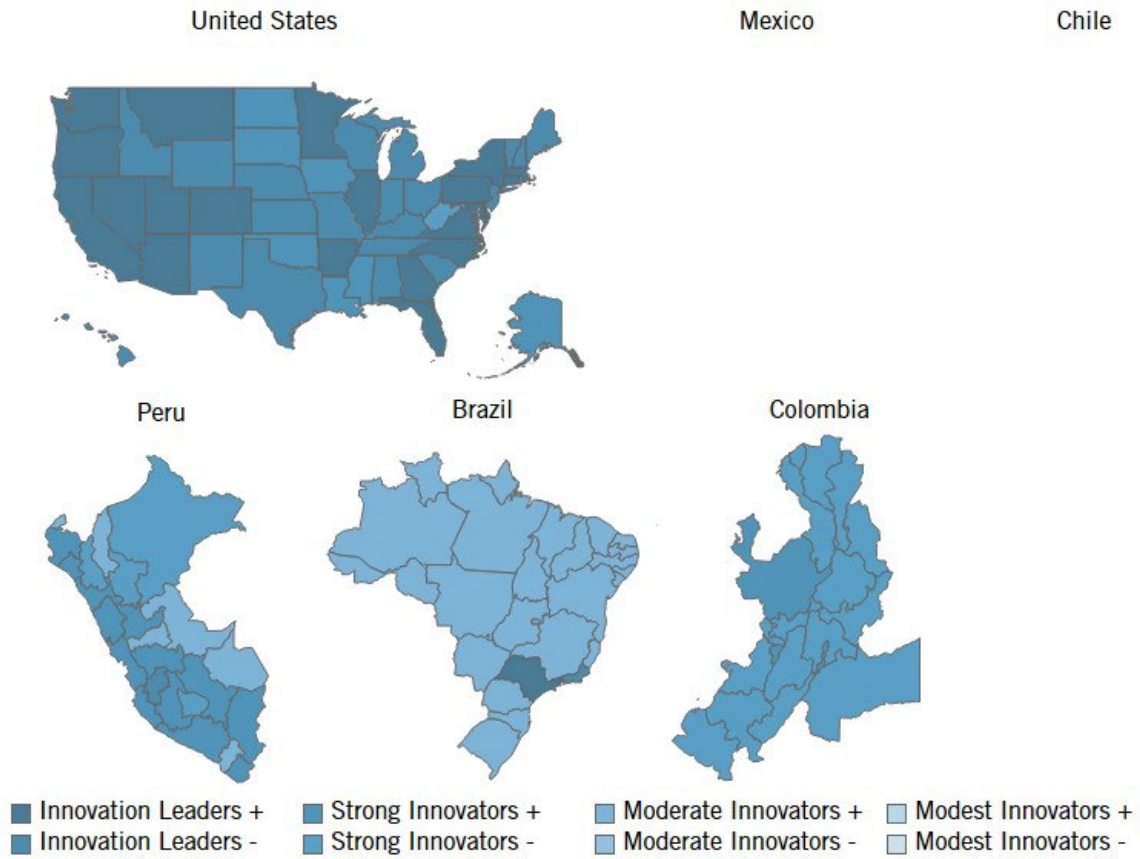 United States
Mexico
Chile
Peru
Brazil
Colombia
Innovation Leaders +
Strong Innovators +
Moderate Innovators +
Modest Innovators +
Innovation Leaders -
Strong Innovators -
Moderate Innovators -
Modest Innovators -